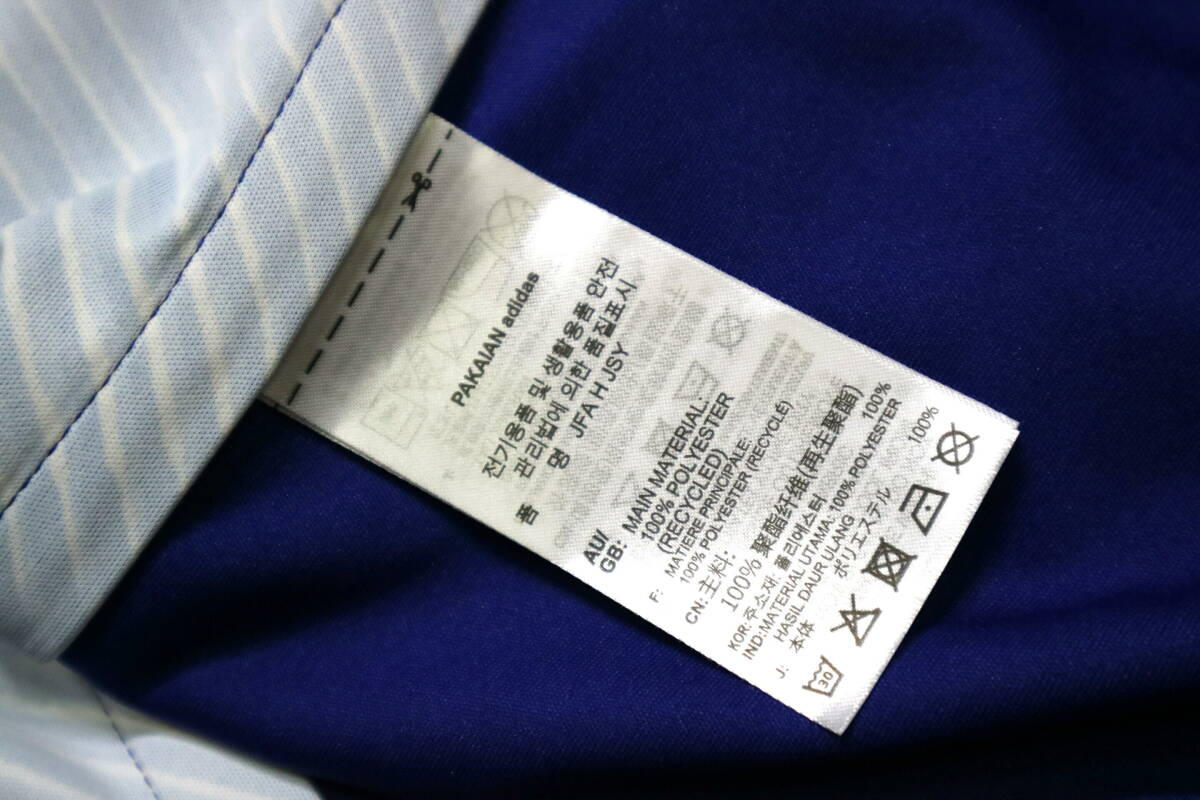 PAKAIAN adidas
전기용품 및 생활용품 안전
관리법에 의한 품질표시
품 명 JFA H JSY
AU/
GB: MAIN MATERIAL:
100% POLYESTER
(RECYCLED)
F: MATIERE PRINCIPALE:
100% POLYESTER (RECYCLE)
CN: 主料:
100% 聚酯纤维(再生聚酯)
KOR:주소재: 폴리에스터 100%
IND:MATERIAL UTAMA: 100% POLYESTER
HASIL DAUR ULANG
J: 本体 ポリエステル 100%
30